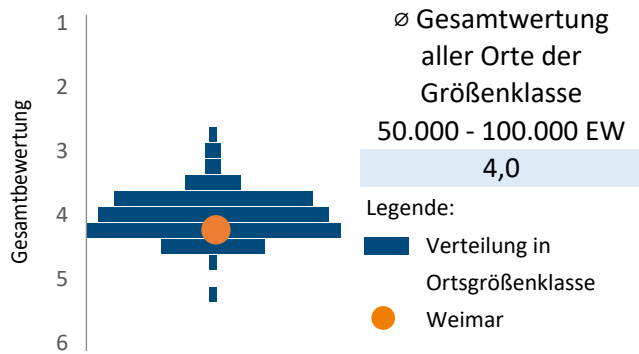 Gesamtbewertung
1
2
3
4
5
6
⌀ Gesamtwertung
aller Orte der
Größenklasse
50.000 - 100.000 EW
4,0
Legende:
Verteilung in
Ortsgrößenklasse
Weimar